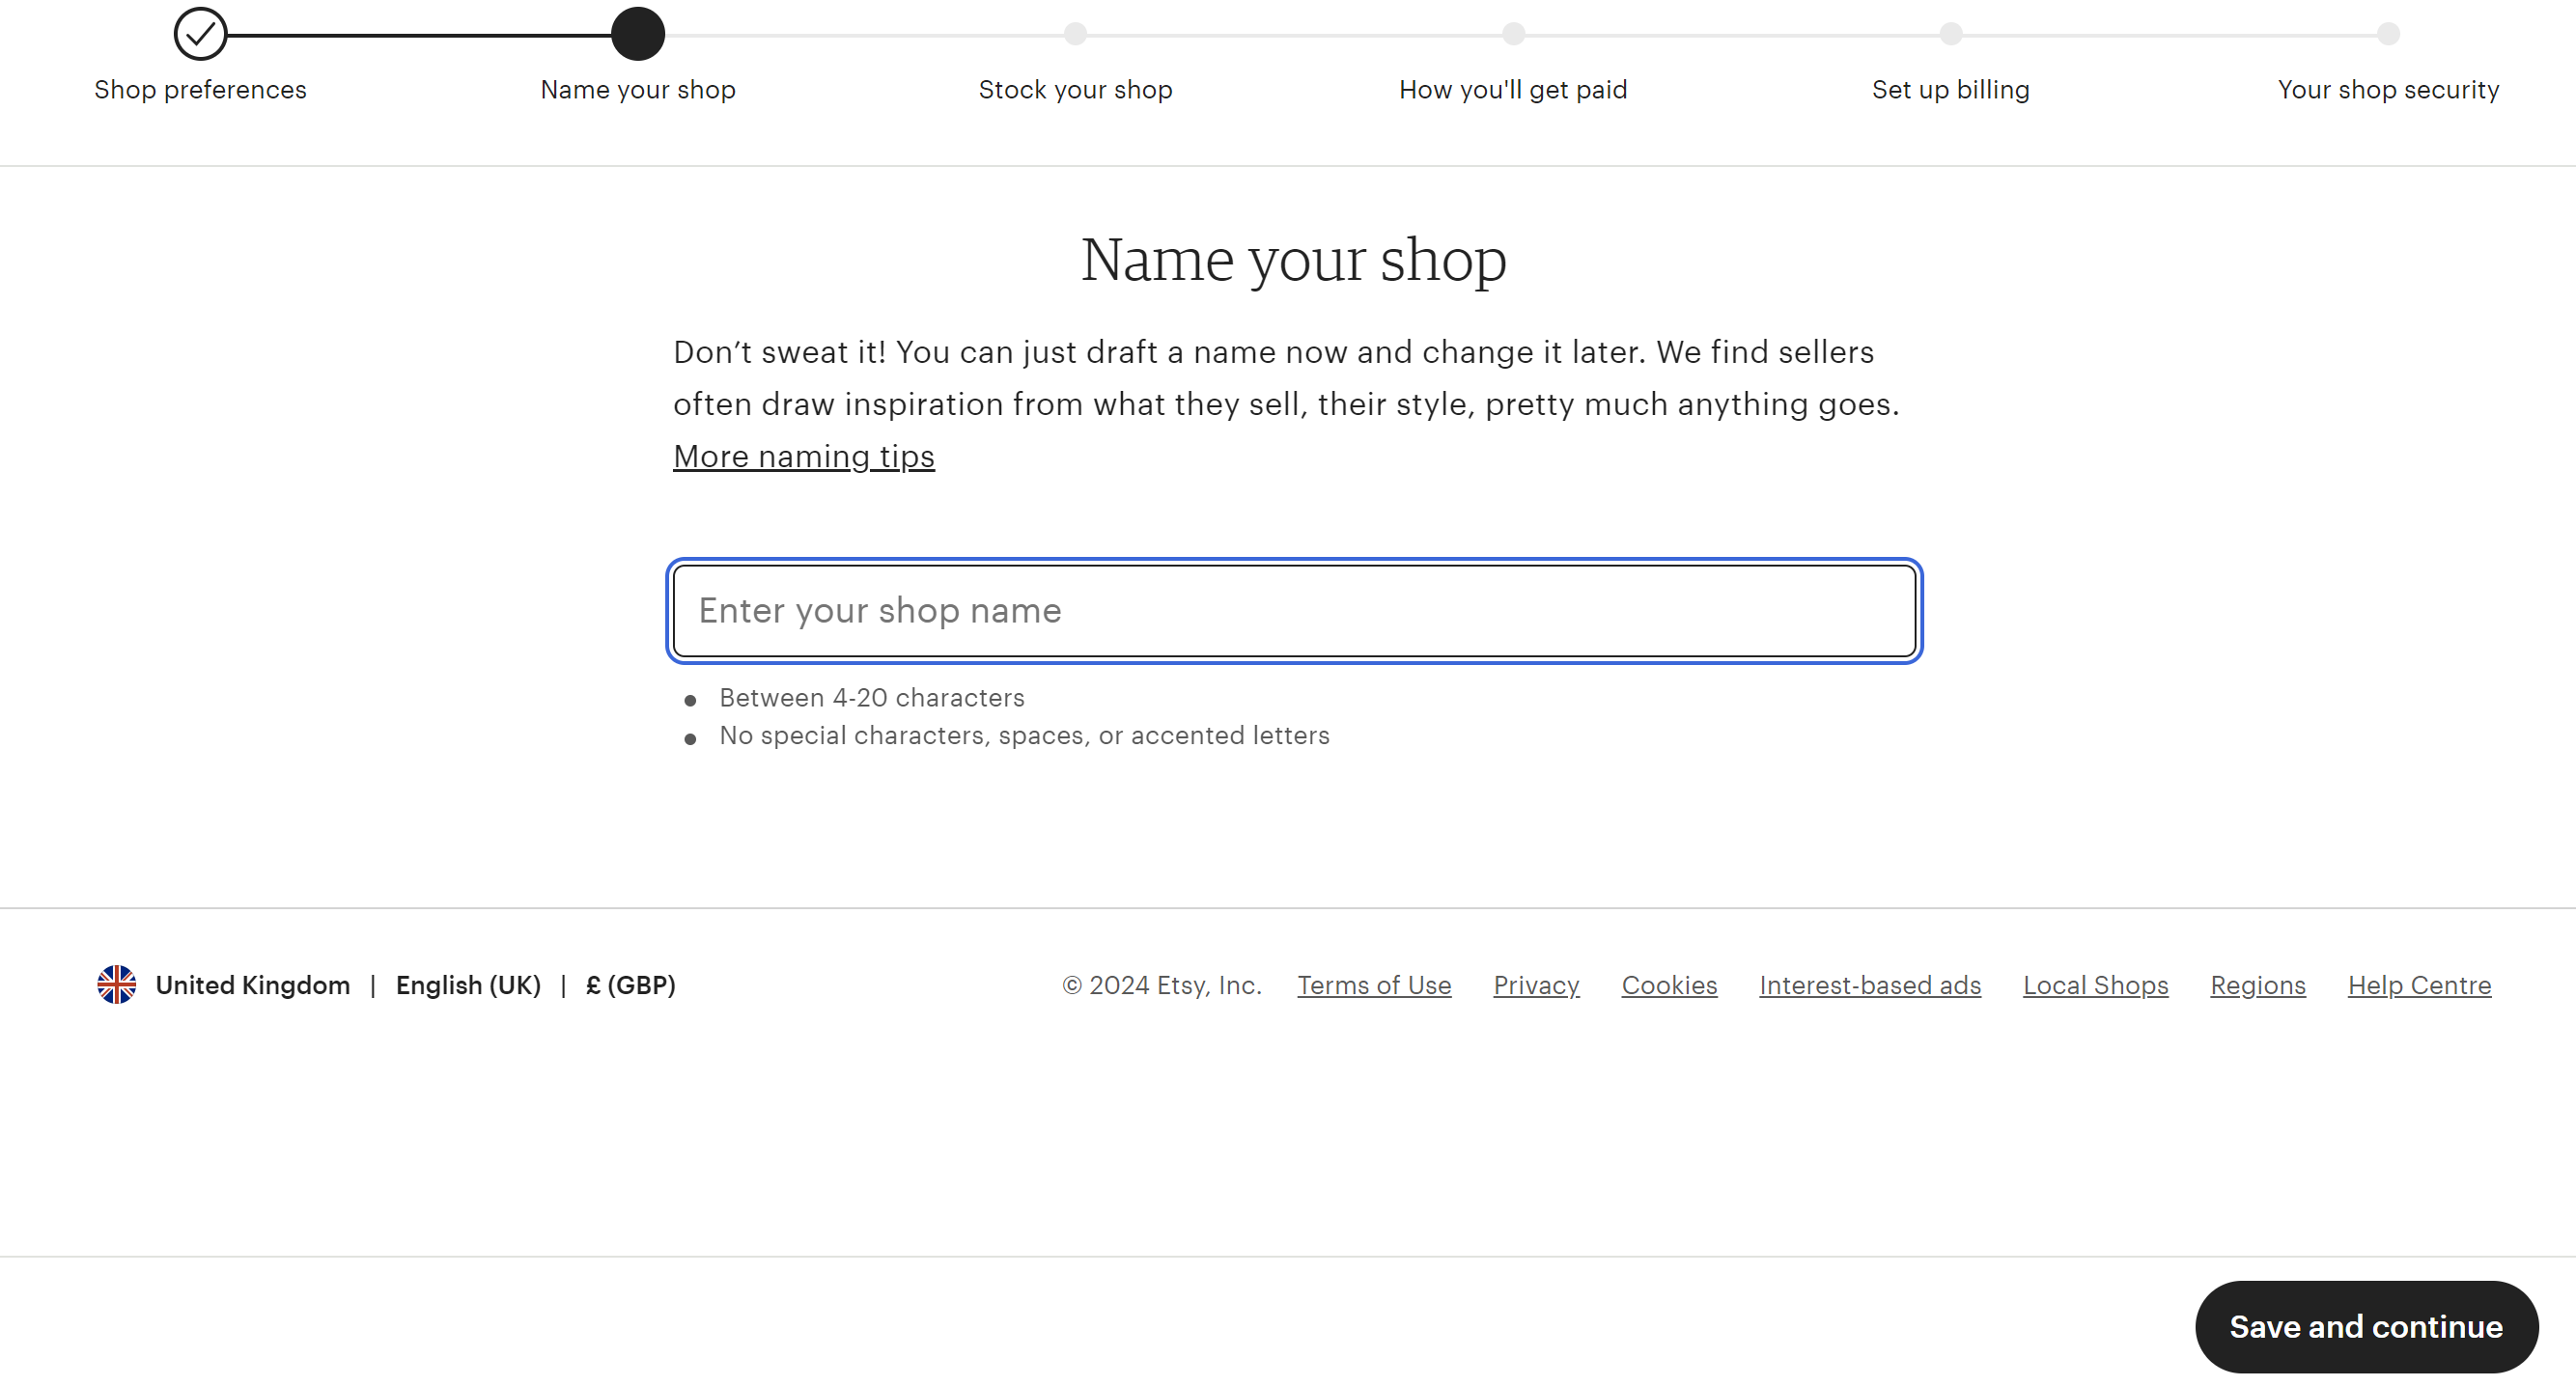 Shop preferences
Name your shop
Stock your shop
How you'll get paid
Set up billing
Your shop security
Name your shop
Don’t sweat it! You can just draft a name now and change it later. We find sellers
often draw inspiration from what they sell, their style, pretty much anything goes.
More naming tips
Enter your shop name
Between 4-20 characters
No special characters, spaces, or accented letters
United Kingdom | English (UK) | £ (GBP)
© 2024 Etsy, Inc. Terms of Use Privacy Cookies Interest-based ads Local Shops Regions Help Centre
Save and continue